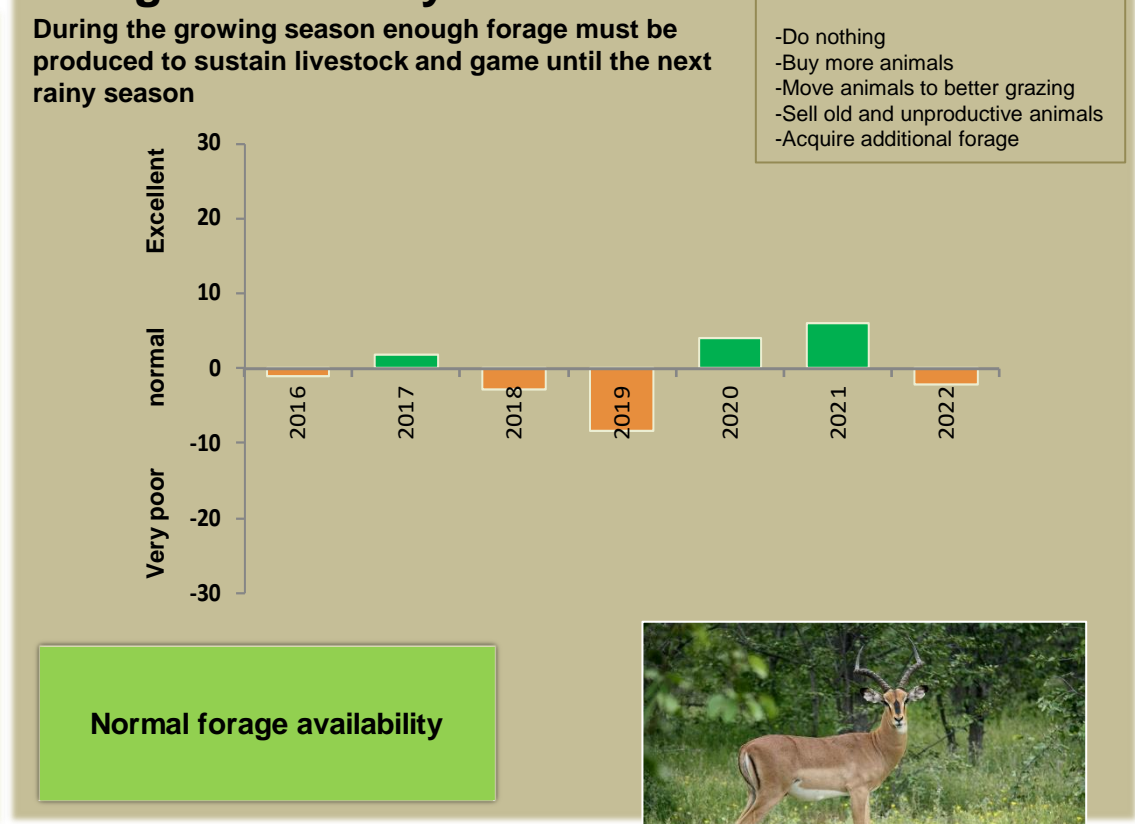 During the growing season enough forage must be
produced to sustain livestock and game until the next
rainy season
-Do nothing
-Buy more animals
-Move animals to better grazing
-Sell old and unproductive animals
-Acquire additional forage
30
20
10
0
-10
-20
-30
Excellent
normal
Very poor
2016
2017
2018
2019
2020
2021
2022
Normal forage availability